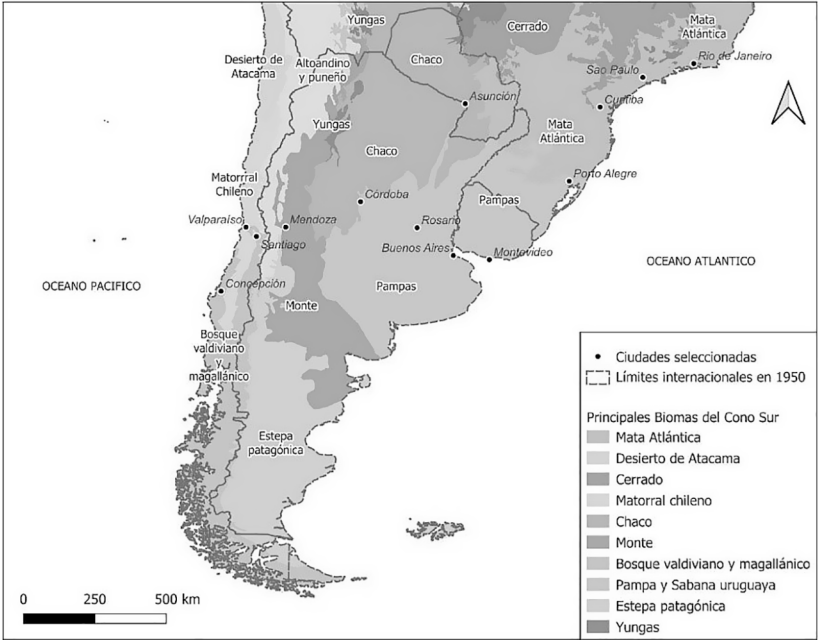 Yungas
Cerrado
Mata
Atlántica
Desierto de
Atacama
Altoandino
y puneño
Chaco
Rio de Janeiro
Sao Paulo
Asunción
Curitiba
Yungas
Mata
Atlántica
Chaco
Matorrral
Chileno
Porto Alegre
Córdoba
Pampas
Valparaíso
Mendoza
Rosario
Santiago
Buenos Aires
Montevideo
OCEANO ATLANTICO
OCEANO PACIFICO
Concepción
Pampas
Monte
Bosque
valdiviano
y
magallánico
Estepa
patagónica
Ciudades seleccionadas
Límites internacionales en 1950
Principales Biomas del Cono Sur
Mata Atlántica
Desierto de Atacama
Cerrado
Matorral chileno
Chaco
Monte
Bosque valdiviano y magallánico
Pampa y Sabana uruguaya
Estepa patagónica
Yungas
0 250 500 km